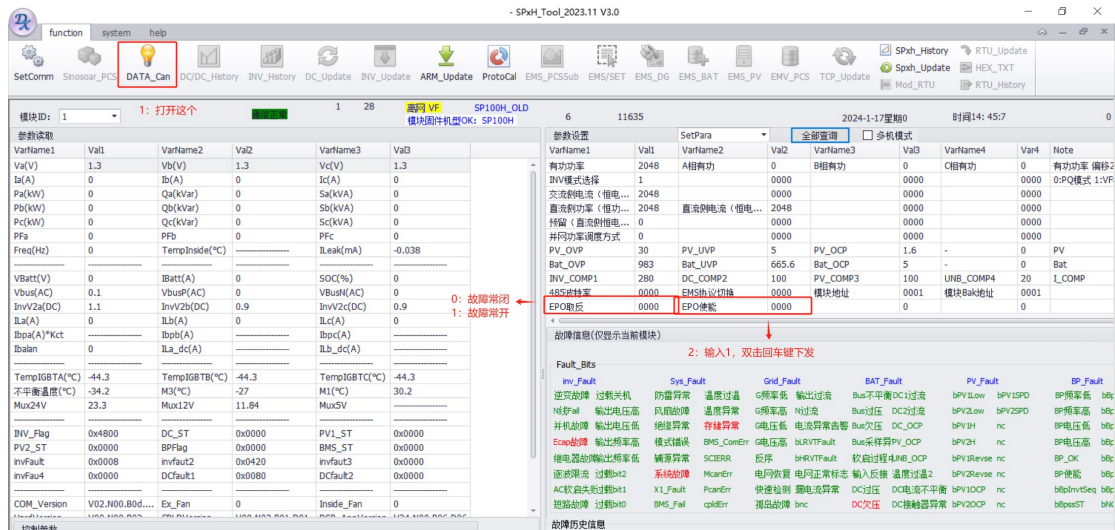 - SPxH_Tool_2023.11 V3.0
function system help
SetComm Sinosoar_PCS DATA_Can DC/DC_History INV_History DC_Update INV_Update ARM_Update ProtoCal EMS_PCSSub EMS/SET EMS_DG EMS_BAT EMS_PV EMV_PCS TCP_Update
SPxh_History RTU_Update
Spxh_Update HEX_TXT
Mod_RTU RTU_History
1：打开这个
模块ID: 1 通信正常 1 28 离网 VF SP100H_OLD
模块固件机型OK: SP100H
6 11635 2024-1-17星期0 时间14: 45:7 0
参数读取
VarName1 Val1 VarName2 Val2 VarName3 Val3
Va(V) 1.3 Vb(V) 1.3 Vc(V) 1.3
Ia(A) 0 Ib(A) 0 Ic(A) 0
Pa(kW) 0 Qa(kVar) 0 Sa(kVA) 0
Pb(kW) 0 Qb(kVar) 0 Sb(kVA) 0
Pc(kW) 0 Qc(kVar) 0 Sc(kVA) 0
PFa 0 PFb 0 PFc 0
Freq(Hz) 0 TempInside(℃) ILeak(mA) -0.038
VBatt(V) 0 IBatt(A) 0 SOC(%) 0
Vbus(AC) 0.1 VbusP(AC) 0 VBusN(AC) 0
InvV2a(DC) 1.1 InvV2b(DC) 0.9 InvV2c(DC) 0.9
ILa(A) 0 ILb(A) 0 ILc(A) 0
Ibpa(A)*Kct Ibpb(A) Ibpc(A)
Ibalan 0 ILa_dc(A) ILb_dc(A)
TempIGBTA(℃) -44.3 TempIGBTB(℃) -44.3 TempIGBTC(℃) -44.3
不平衡温度(℃) -34.2 M3(℃) -27 M1(℃) 30.2
Mux24V 23.3 Mux12V 11.84 Mux5V
INV_Flag 0x4800 DC_ST 0x0000 PV1_ST 0x0000
PV2_ST 0x0000 BPFlag 0x0000 BMS_ST 0x0000
invFault 0x0008 invfaut2 0x0420 invfaut3 0x0000
invFau4 0x0000 DCfault1 0x0080 DCfault2 0x0000
COM_Version V02.N00.B0d.... Ex_Fan 0 Inside_Fan 0
控制参数
参数设置 SetPara 全部查询 多机模式
VarName1 Val1 VarName2 Val2 VarName3 Val3 VarName4 Var4 Note
有功功率 2048 A相有功 0 B相有功 0 C相有功 0 有功功率 偏移2
INV模式选择 1 0000 0000 0000 0:PQ模式 1:VF
交流侧电流（恒电... 2048 0000 0000 0000
直流侧功率（恒功... 2048 直流侧电流（恒电... 2048 0000 0000
预留（直流侧恒电... 0 0000 0000 0000
并网功率调度方式 0 0000 0000 0000
PV_OVP 30 PV_UVP 5 PV_OCP 1.6 - 0 PV
Bat_OVP 983 Bat_UVP 665.6 Bat_OCP 5 - 0 Bat
INV_COMP1 280 DC_COMP2 100 PV_COMP3 100 UNB_COMP4 20 I_COMP
485波特率 0000 EMS协议切换 0000 模块地址 0001 模块Bak地址 0001
EPO取反 0000 EPO使能 0000 0 0
0：故障常闭
1：故障常开
故障信息(仅显示当前模块)
2：输入1，双击回车键下发
Fault_Bits
inv_Fault Sys_Fault Grid_Fault BAT_Fault PV_Fault BP_Fault
逆变故障 过载关机 防雷异常 温度过温 G频率低 输出过流 Bus不平衡 DC1过流 bPV1Low bPV1SPD BP频率低
N线Fail 输出电压高 风扇故障 温度异常 G频率高 N过流 Bus过压 DC2过流 bPV2Low bPV2SPD BP频率高
并机故障 输出电压低 绝缘异常 存储异常 G电压低 电流异常告警 Bus欠压 DC_OCP bPV1H nc BP电压低
Ecap故障 输出频率高 模式错误 BMS_ComErr G电压高 bLRVTFault Bus采样异 PV_OCP bPV2H nc BP电压高
继电器故障 输出频率低 辅源异常 SCIERR 反序 bHRVTFault 软启过程4 UNB_OCP bPV1Revse nc BP_OK
逐波限流 过载bit2 系统故障 McanErr 电网恢复 电网正常标志 输入反接 温度过温2 bPV2Revse nc BP使能
AC软启失败 过载bit1 X1_Fault PcanErr 快速检测 漏电流异常 DC过压 DC电流不平衡 bPV1OCP nc bBpInvtSeq
短路故障 过载bit0 BMS_Fail cpldErr 孤岛故障 bnc DC欠压 DC接触器异常 bPV2OCP nc bBpssST
故障历史信息